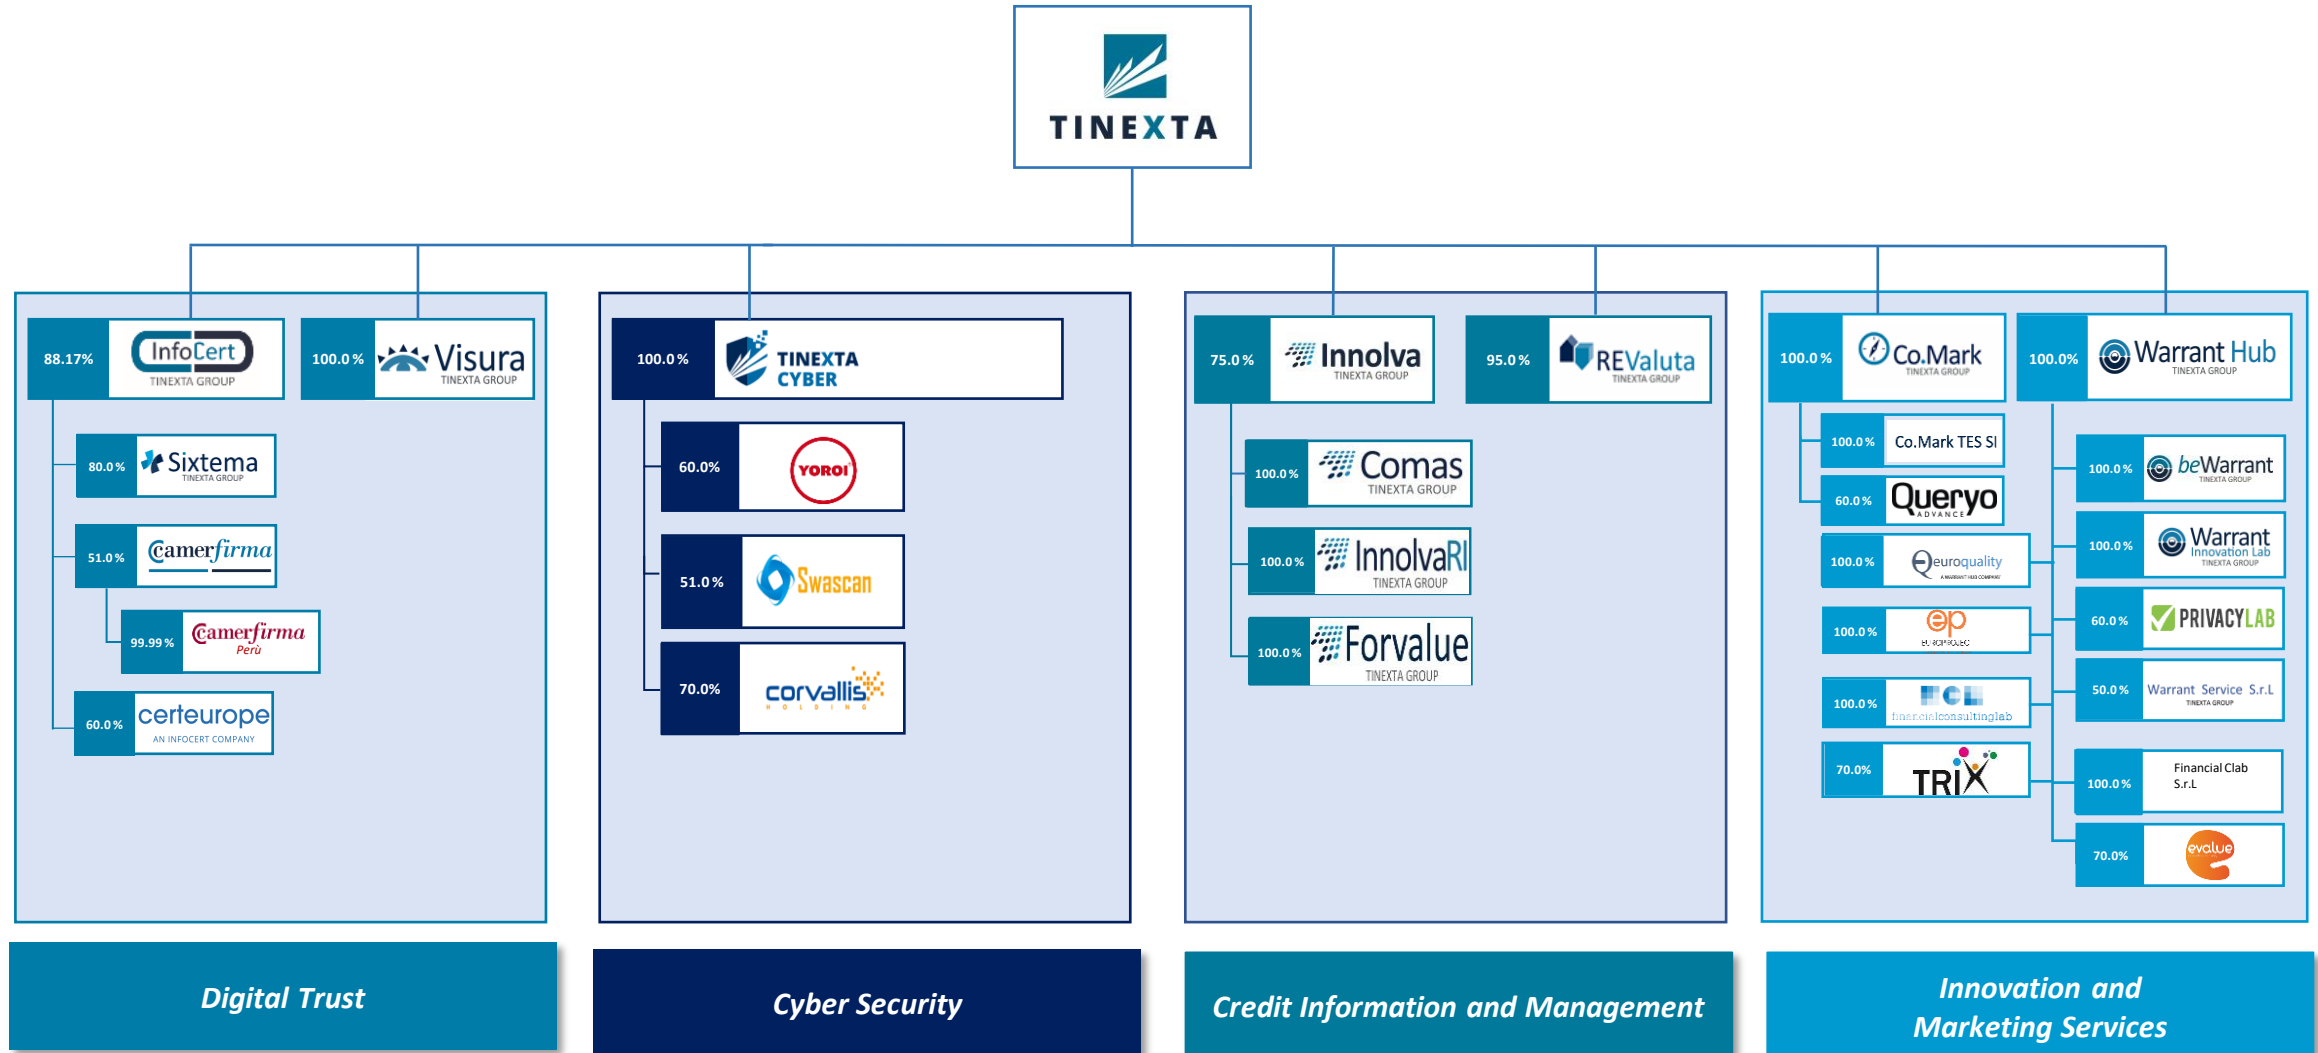 TINEXTA
88.17%
InfoCert
TINEXTA GROUP
100.0 %
Visura
TINEXTA GROUP
80.0 %
Sixtema
TINEXTA GROUP
51.0 %
camerfirma
99.99 %
camerfirma
Perù
60.0 %
certeurope
AN INFOCERT COMPANY
Digital Trust
100.0 %
TINEXTA
CYBER
60.0%
YOROI
51.0 %
Swascan
70.0%
corvallis
HOLDING
Cyber Security
75.0 %
Innolva
TINEXTA GROUP
95.0 %
REValuta
TINEXTA GROUP
100.0 %
Comas
TINEXTA GROUP
100.0 %
InnolvaRI
TINEXTA GROUP
100.0 %
Forvalue
TINEXTA GROUP
Credit Information and Management
100.0 %
Co.Mark
TINEXTA GROUP
100.0%
Warrant Hub
TINEXTA GROUP
100.0 %
Co.Mark TES Sl
60.0 %
Queryo
ADVANCE
100.0 %
euroquality
A WARRANT HUB COMPANY
100.0 %
ep
100.0 %
financialconsultinglab
70.0%
TRIX
100.0 %
beWarrant
TINEXTA GROUP
100.0 %
Warrant
Innovation Lab
TINEXTA GROUP
60.0 %
PRIVACYLAB
50.0 %
Warrant Service S.r.L
TINEXTA GROUP
100.0 %
Financial Clab
S.r.L
70.0%
evalue
Innovation and
Marketing Services